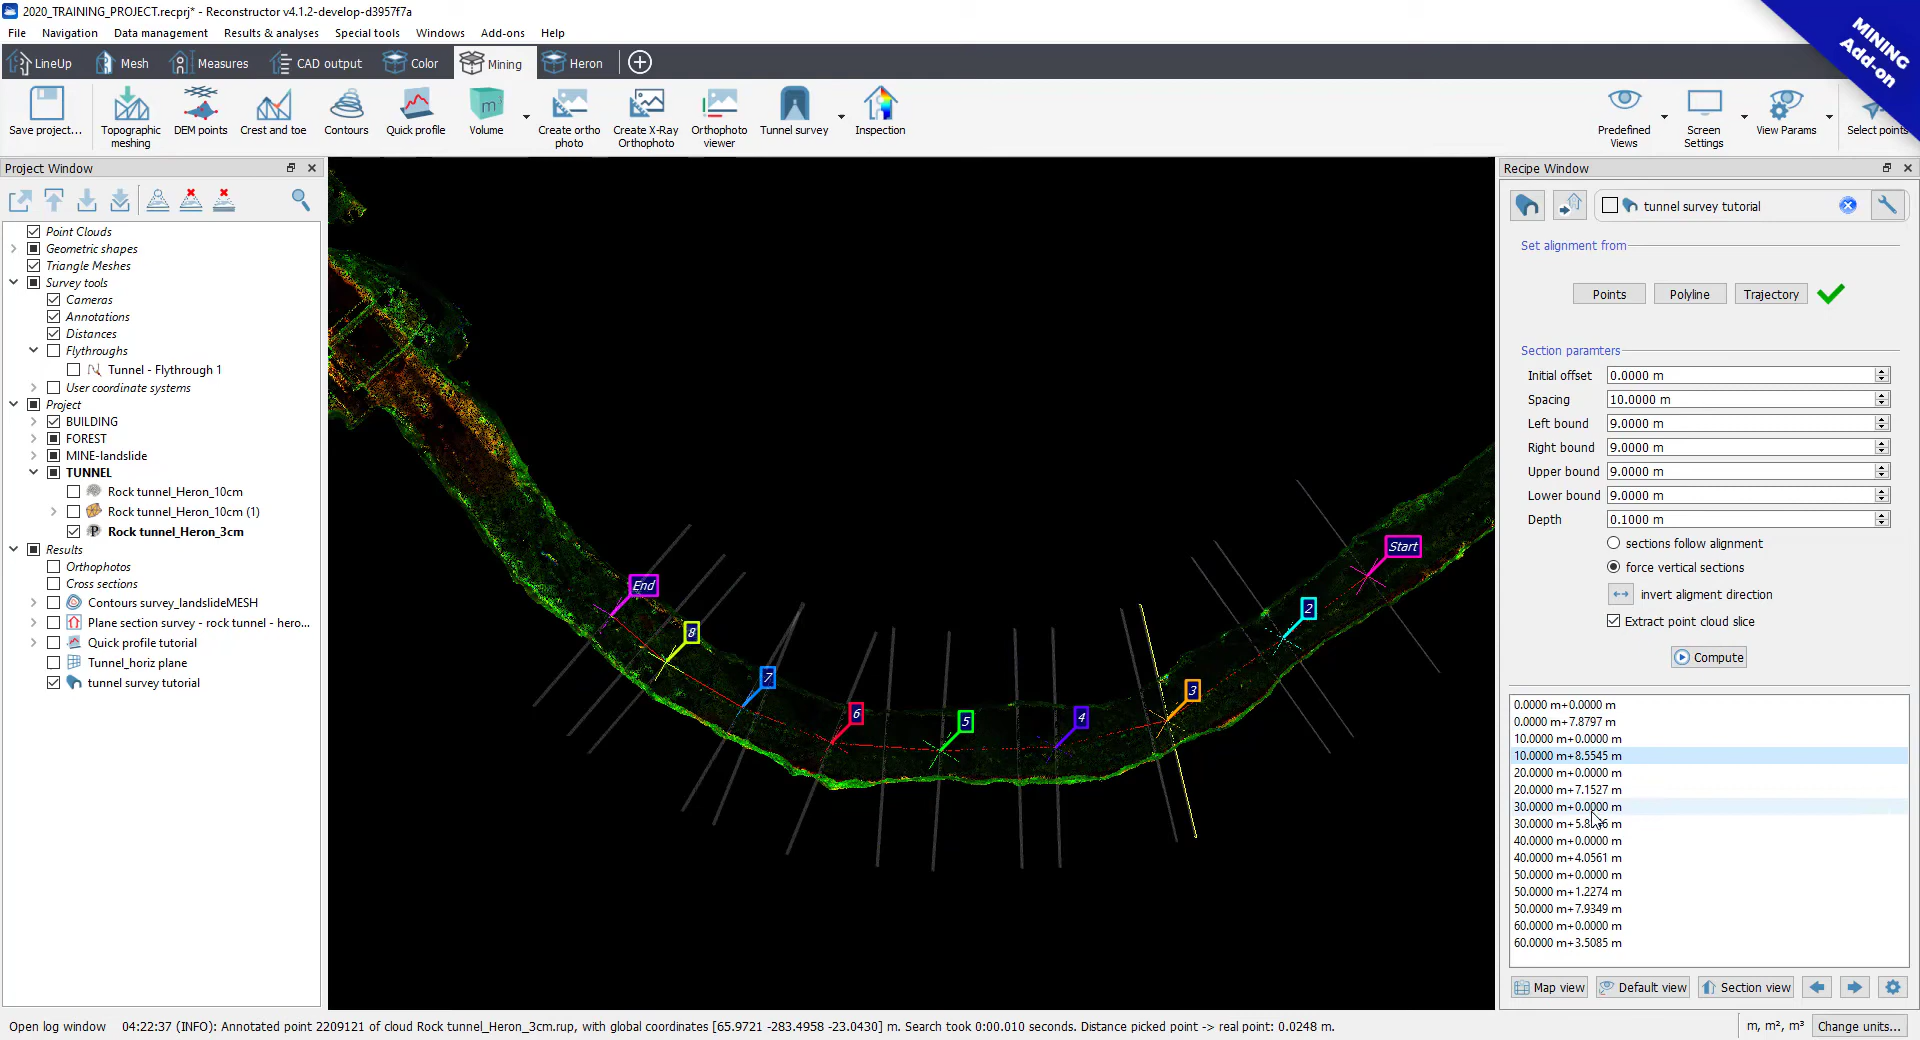 2020_TRAINING_PROJECT.recprj* - Reconstructor v4.1.2-develop-d3957f7a
File Navigation Data management Results & analyses Special tools Windows Add-ons Help
LineUp Mesh Measures CAD output Color Mining Heron
MINING
Add-on
Save project...
Topographic meshing
DEM points
Crest and toe
Contours
Quick profile
Volume
Create ortho photo
Create X-Ray Orthophoto
Orthophoto viewer
Tunnel survey
Inspection
Predefined Views
Screen Settings
View Params
Select points
Project Window
Point Clouds
Geometric shapes
Triangle Meshes
Survey tools
Cameras
Annotations
Distances
Flythroughs
Tunnel - Flythrough 1
User coordinate systems
Project
BUILDING
FOREST
MINE-landslide
TUNNEL
Rock tunnel_Heron_10cm
Rock tunnel_Heron_10cm (1)
Rock tunnel_Heron_3cm
Results
Orthophotos
Cross sections
Contours survey_landslideMESH
Plane section survey - rock tunnel - hero...
Quick profile tutorial
Tunnel_horiz plane
tunnel survey tutorial
Start
2
3
4
5
6
7
8
End
Recipe Window
tunnel survey tutorial
Set alignment from
Points Polyline Trajectory
Section paramters
Initial offset 0.0000 m
Spacing 10.0000 m
Left bound 9.0000 m
Right bound 9.0000 m
Upper bound 9.0000 m
Lower bound 9.0000 m
Depth 0.1000 m
sections follow alignment
force vertical sections
invert aligment direction
Extract point cloud slice
Compute
0.0000 m+0.0000 m
0.0000 m+7.8797 m
10.0000 m+0.0000 m
10.0000 m+8.5545 m
20.0000 m+0.0000 m
20.0000 m+7.1527 m
30.0000 m+0.0000 m
30.0000 m
40.0000 m+0.0000 m
40.0000 m+4.0561 m
50.0000 m+0.0000 m
50.0000 m+1.2274 m
50.0000 m+7.9349 m
60.0000 m+0.0000 m
60.0000 m+3.5085 m
Map view Default view Section view
Open log window 04:22:37 (INFO): Annotated point 2209121 of cloud Rock tunnel_Heron_3cm.rup, with global coordinates [65.9721 -283.4958 -23.0430] m. Search took 0:00.010 seconds. Distance picked point -> real point: 0.0248 m.
m, m², m³ Change units...